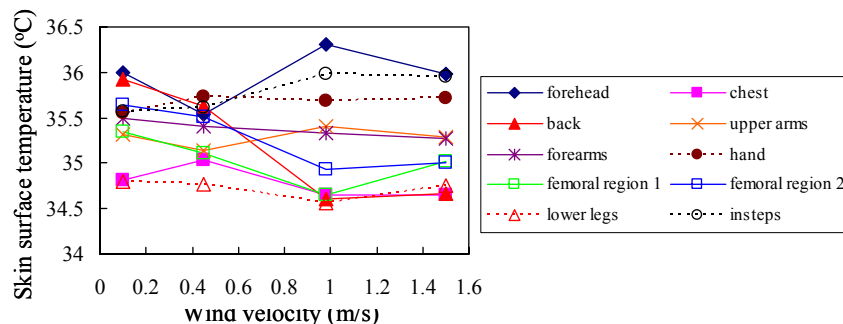 Skin surface temperature (ºC)
36.5
36
35.5
35
34.5
34
0 0.2 0.4 0.6 0.8 1 1.2 1.4 1.6
Wind velocity (m/s)
forehead chest
back upper arms
forearms hand
femoral region 1 femoral region 2
lower legs insteps